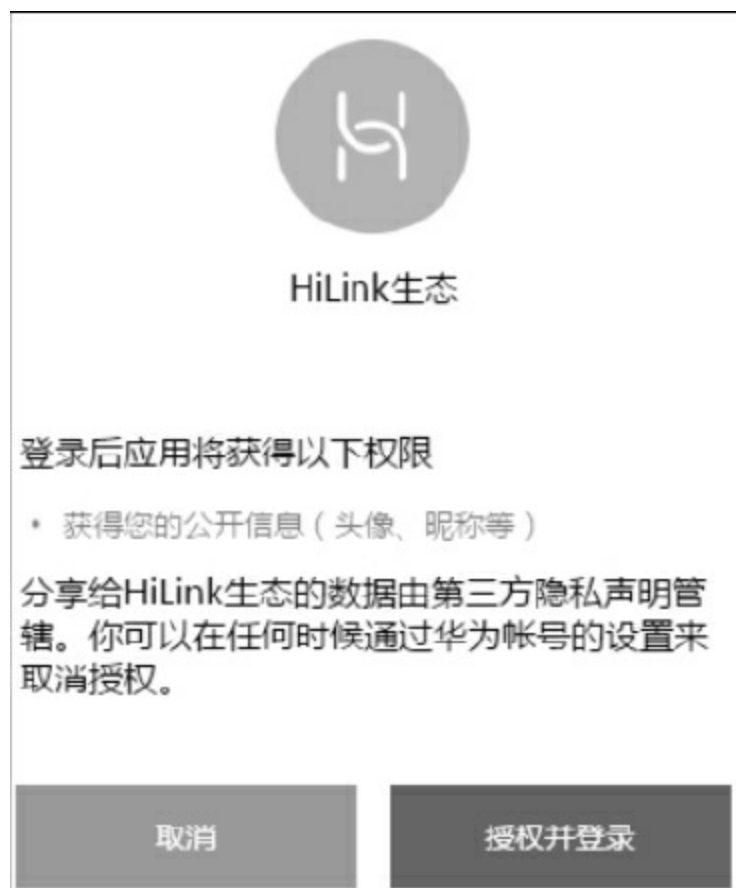 HiLink生态
登录后应用将获得以下权限
• 获得您的公开信息（头像、昵称等）
分享给HiLink生态的数据由第三方隐私声明管
辖。你可以在任何时候通过华为帐号的设置来
取消授权。
取消
授权并登录